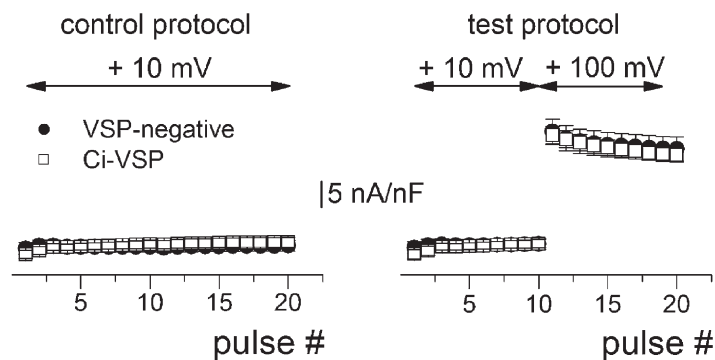 control protocol
test protocol
+ 10 mV
+ 10 mV
+ 100 mV
VSP-negative
Ci-VSP
5 nA/nF
5 10 15 20
5 10 15 20
pulse #
pulse #